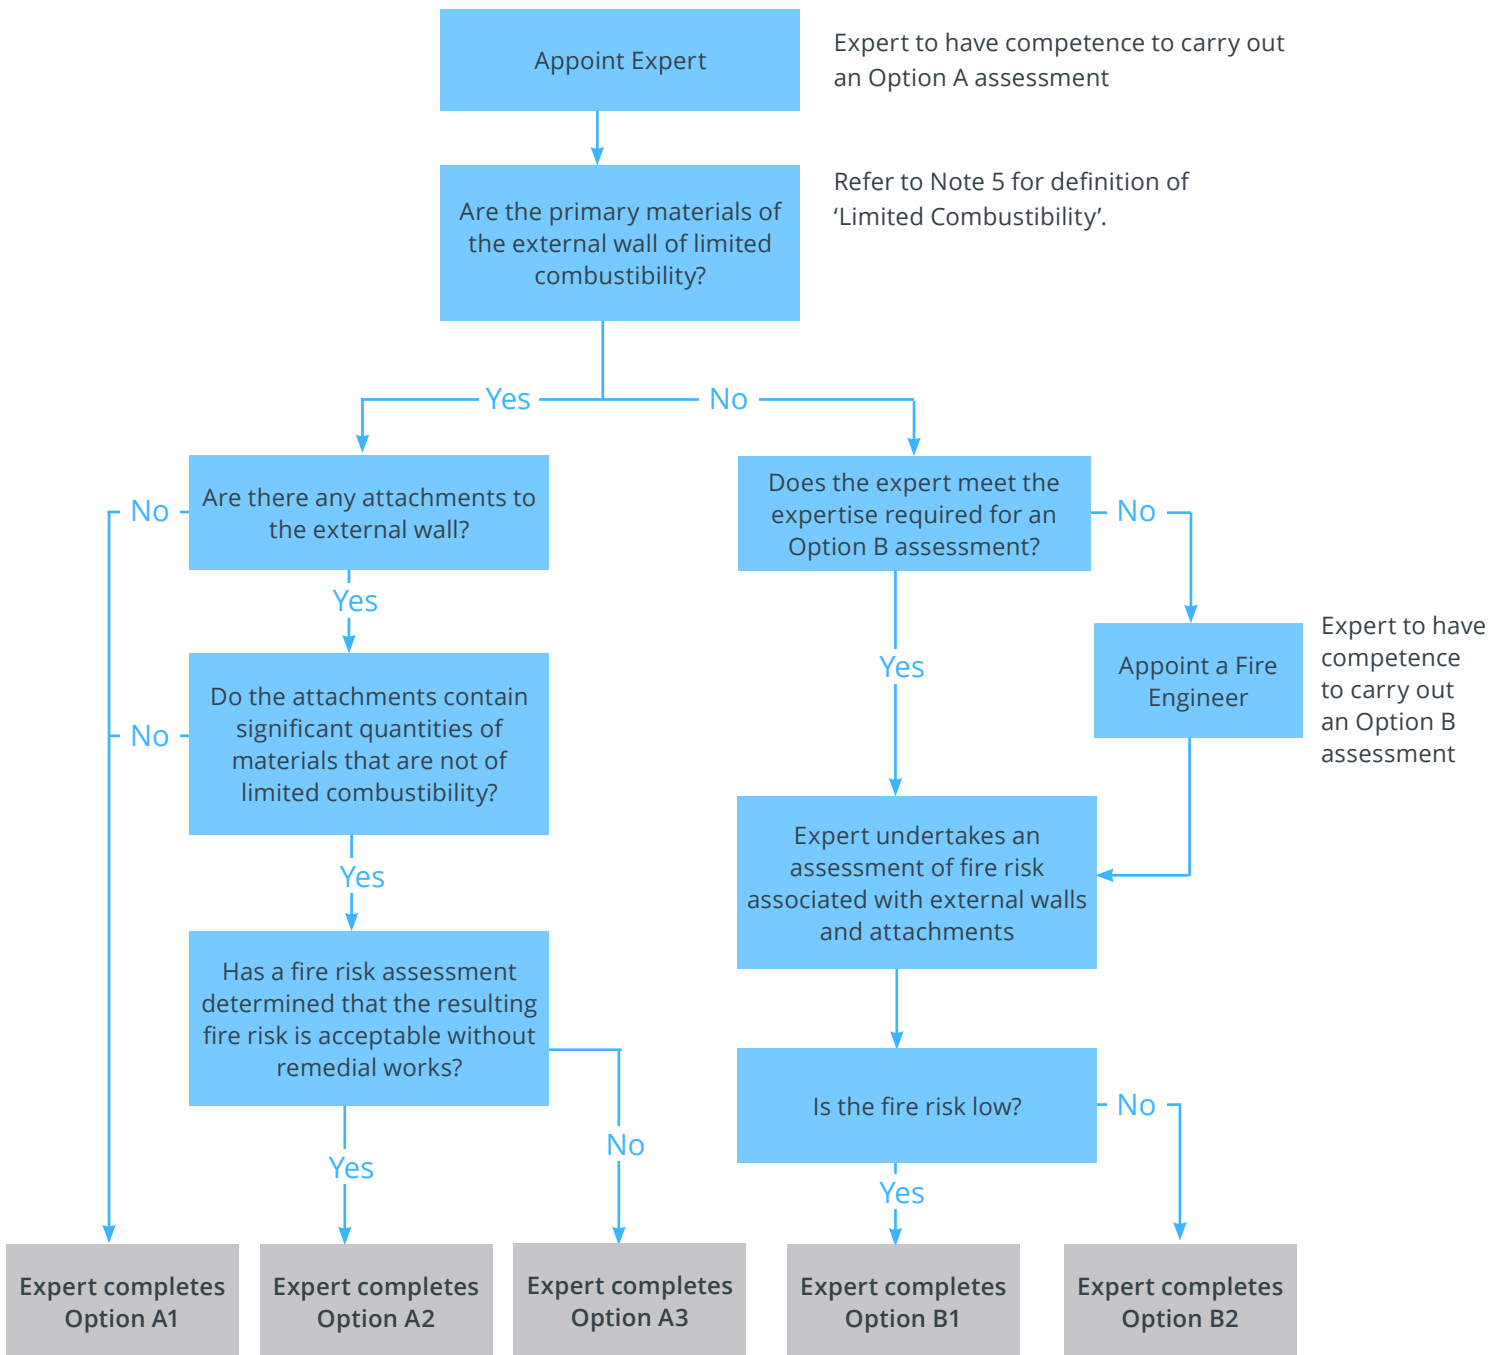 Appoint Expert
Expert to have competence to carry out
an Option A assessment
Are the primary materials of
the external wall of limited
combustibility?
Refer to Note 5 for definition of
‘Limited Combustibility’.
Yes
No
Are there any attachments to
the external wall?
No
Yes
Does the expert meet the
expertise required for an
Option B assessment?
No
Yes
Appoint a Fire
Engineer
Expert to have
competence
to carry out
an Option B
assessment
Do the attachments contain
significant quantities of
materials that are not of
limited combustibility?
No
Yes
Expert undertakes an
assessment of fire risk
associated with external walls
and attachments
Has a fire risk assessment
determined that the resulting
fire risk is acceptable without
remedial works?
Yes
No
Is the fire risk low?
No
Yes
Expert completes
Option A1
Expert completes
Option A2
Expert completes
Option A3
Expert completes
Option B1
Expert completes
Option B2